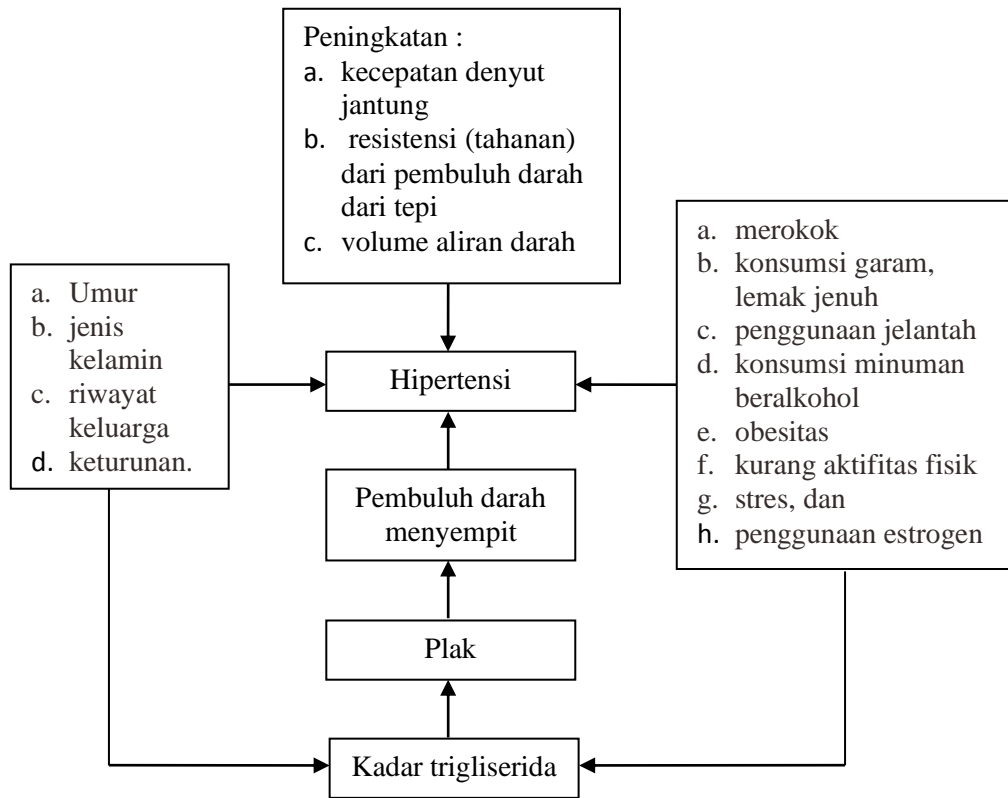 Peningkatan :
a. kecepatan denyut
jantung
b. resistensi (tahanan)
dari pembuluh darah
dari tepi
c. volume aliran darah
a. Umur
b. jenis
kelamin
c. riwayat
keluarga
d. keturunan.
Hipertensi
a. merokok
b. konsumsi garam,
lemak jenuh
c. penggunaan jelantah
d. konsumsi minuman
beralkohol
e. obesitas
f. kurang aktifitas fisik
g. stres, dan
h. penggunaan estrogen
Pembuluh darah
menyempit
Plak
Kadar trigliserida